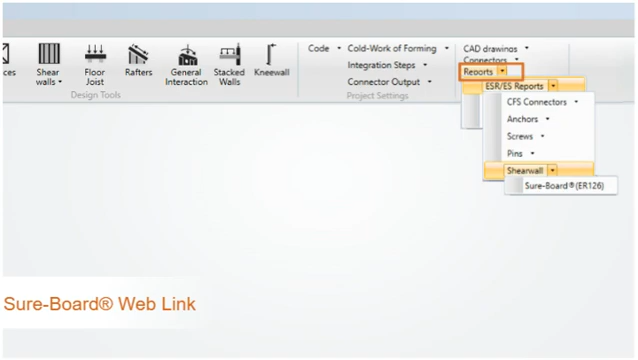 Code
Cold-Work of Forming
CAD drawings
Connectors
Integration Steps
Reports
Connector Output
ces
Shear
walls
Floor
Joist
Rafters
General
Interaction
Stacked
Walls
Kneewall
Design Tools
Project Settings
ESR/ES Reports
CFS Connectors
Anchors
Screws
Pins
Shearwall
Sure-Board®(ER126)
Sure-Board® Web Link